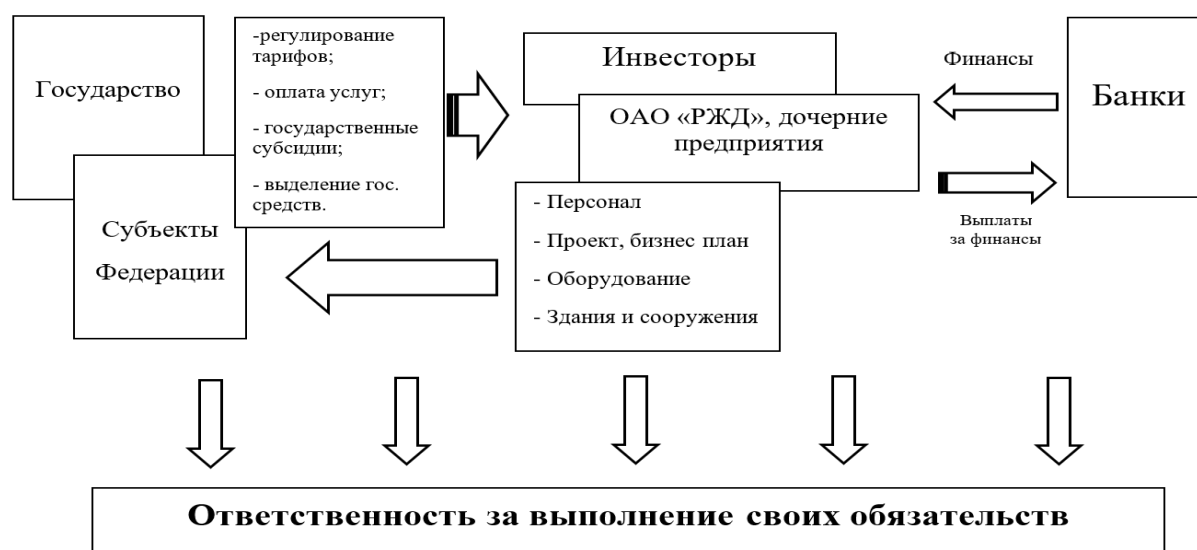 Государство
Субъекты
Федерации
-регулирование
тарифов;
- оплата услуг;
- государственные
субсидии;
- выделение гос.
средств.
Инвесторы
ОАО «РЖД», дочерние
предприятия
- Персонал
- Проект, бизнес план
- Оборудование
- Здания и сооружения
Финансы
Выплаты
за финансы
Банки
Ответственность за выполнение своих обязательств